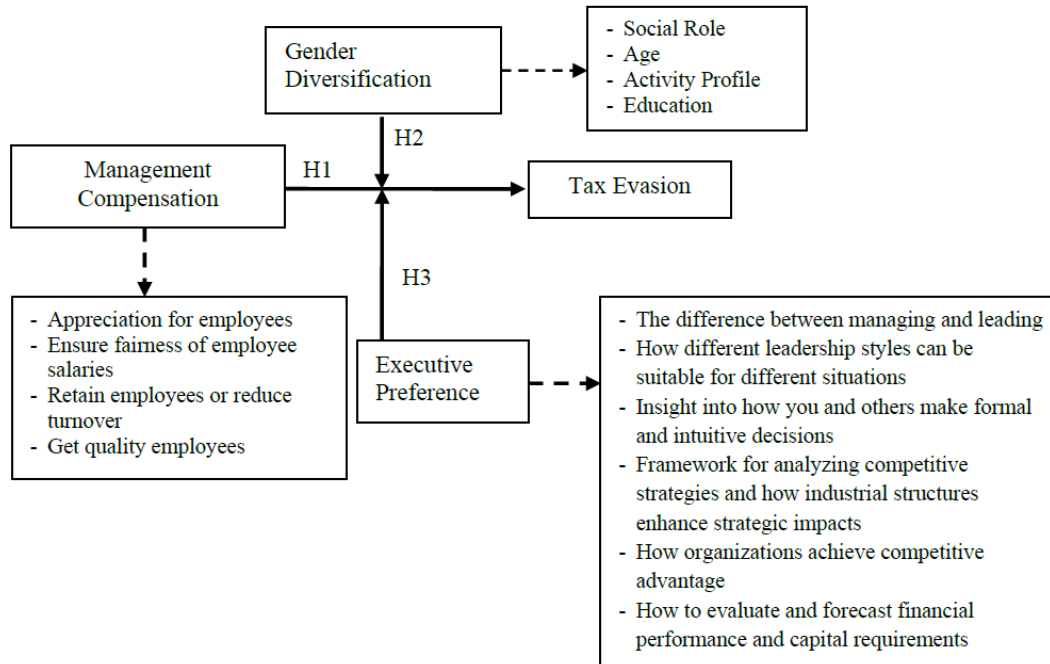 Gender
Diversification
- Social Role
- Age
- Activity Profile
- Education
H2
Management
Compensation
H1
Tax Evasion
H3
- Appreciation for employees
- Ensure fairness of employee
salaries
- Retain employees or reduce
turnover
- Get quality employees
Executive
Preference
- The difference between managing and leading
- How different leadership styles can be
suitable for different situations
- Insight into how you and others make formal
and intuitive decisions
- Framework for analyzing competitive
strategies and how industrial structures
enhance strategic impacts
- How organizations achieve competitive
advantage
- How to evaluate and forecast financial
performance and capital requirements